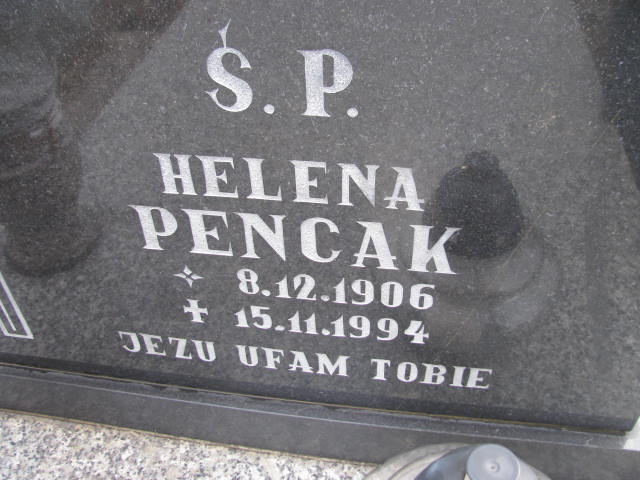 Ś.P.
HELENA
PENCAK
8.12.1906
15.11.1994
JEZU UFAM TOBIE